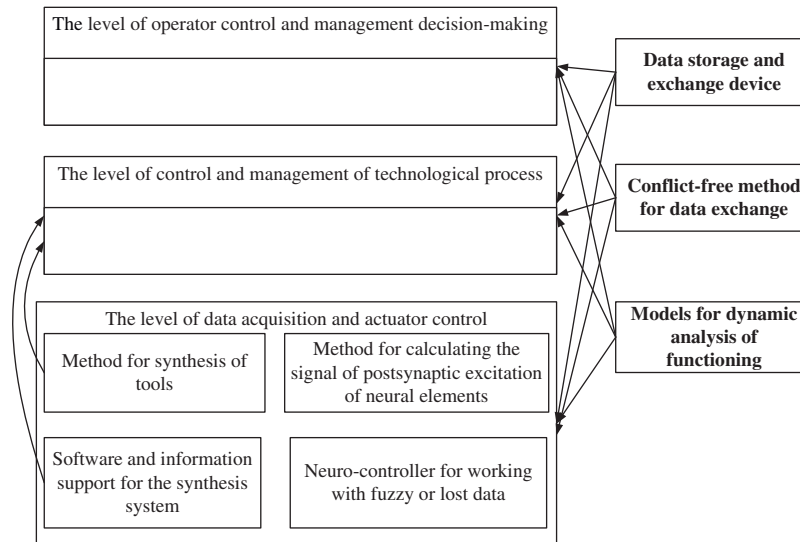 The level of operator control and management decision-making
Data storage and
exchange device
The level of control and management of technological process
Conflict-free method
for data exchange
The level of data acquisition and actuator control
Models for dynamic
analysis of
functioning
Method for synthesis of
tools
Method for calculating the
signal of postsynaptic excitation
of neural elements
Software and information
support for the synthesis
system
Neuro-controller for working
with fuzzy or lost data